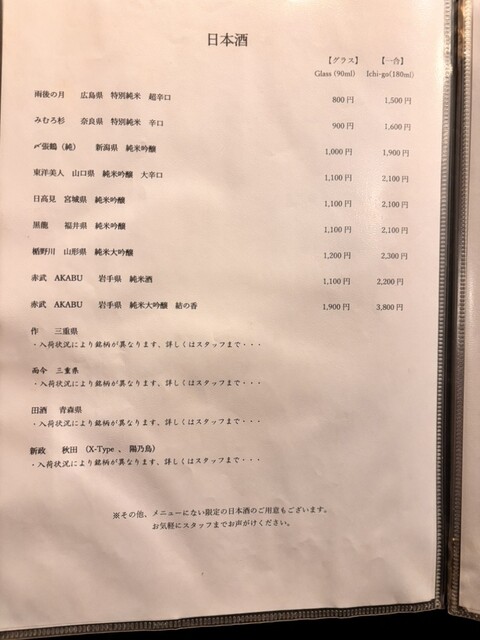 日本酒
【グラス】 【一合】
Glass (90ml) Ichi-go(180ml)
雨後の月 広島県 特別純米 超辛口 800円 1,500円
みむろ杉 奈良県 特別純米 辛口 900円 1,600円
〆張鶴(純) 新潟県 純米吟醸 1,000円 1,900円
東洋美人 山口県 純米吟醸 大辛口 1,100円 2,100円
日高見 宮城県 純米吟醸 1,100円 2,100円
黒龍 福井県 純米吟醸 1,100円 2,100円
楯野川 山形県 純米大吟醸 1,200円 2,300円
赤武 AKABU 岩手県 純米酒 1,100円 2,200円
赤武 AKABU 岩手県 純米大吟醸 結の香 1,900円 3,800円
作 三重県
・入荷状況により銘柄が異なります、詳しくはスタッフまで・・・
而今 三重県
・入荷状況により銘柄が異なります、詳しくはスタッフまで・・・
田酒 青森県
・入荷状況により銘柄が異なります、詳しくはスタッフまで・・・
新政 秋田 (X-Type 、陽乃鳥)
・入荷状況により銘柄が異なります、詳しくはスタッフまで・・・
※その他、メニューにない限定の日本酒のご用意もございます。
お気軽にスタッフまでお声がけください。